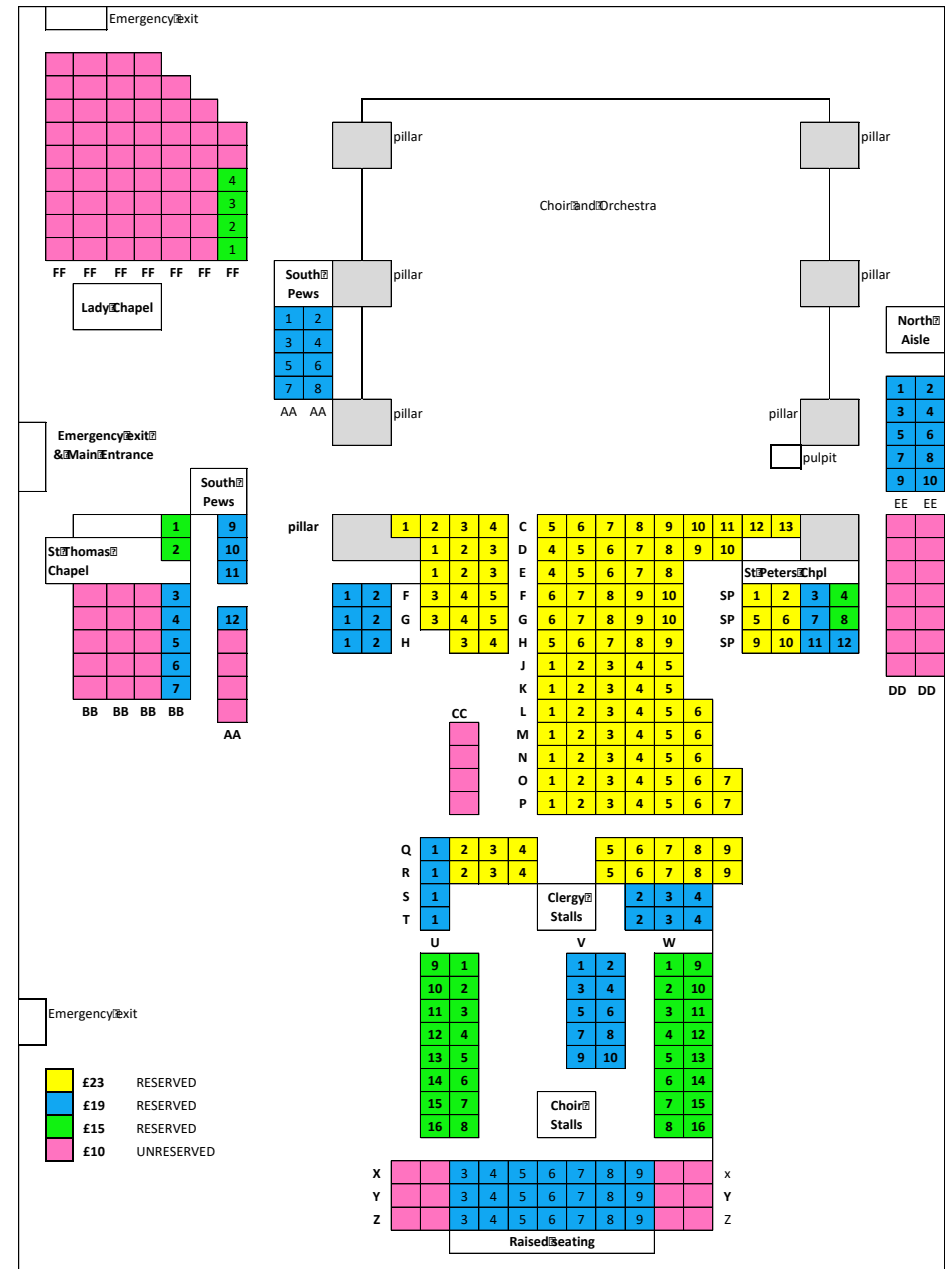 Emergency exit
pillar
pillar
4
Choir and Orchestra
3
2
1
FF FF FF FF FF FF FF
South
Pews
pillar
pillar
Lady Chapel
1 2
3 4
5 6
7 8
AA AA
North
Aisle
1 2
3 4
5 6
7 8
9 10
EE EE
pillar
pillar
pulpit
Emergency exit
& Main Entrance
South
Pews
1
2
St Thomas
Chapel
9
10
11
3
4 12
5
6
7
BB BB BB BB
AA
pillar
1 2 3 4 C 5 6 7 8 9 10 11 12 13
1 2 3 D 4 5 6 7 8 9 10
1 2 3 E 4 5 6 7 8 St Peters Chpl
1 2 F 3 4 5 F 6 7 8 9 10 SP 1 2 3 4
1 2 G 3 4 5 G 6 7 8 9 10 SP 5 6 7 8
1 2 H 3 4 H 5 6 7 8 9 SP 9 10 11 12
J 1 2 3 4 5
K 1 2 3 4 5
DD DD
CC L 1 2 3 4 5 6
M 1 2 3 4 5 6
N 1 2 3 4 5 6
O 1 2 3 4 5 6 7
P 1 2 3 4 5 6 7
Q 1 2 3 4 5 6 7 8 9
R 1 2 3 4 5 6 7 8 9
S 1 2 3 4
T 1 2 3 4
Clergy
Stalls
U V W
9 1 1 2 1 9
10 2 3 4 2 10
11 3 5 6 3 11
12 4 7 8 4 12
13 5 9 10 5 13
14 6 6 14
15 7 7 15
16 8 8 16
Choir
Stalls
Emergency exit
£23 RESERVED
£19 RESERVED
£15 RESERVED
£10 UNRESERVED
X 3 4 5 6 7 8 9 x
Y 3 4 5 6 7 8 9 Y
Z 3 4 5 6 7 8 9 Z
Raised seating